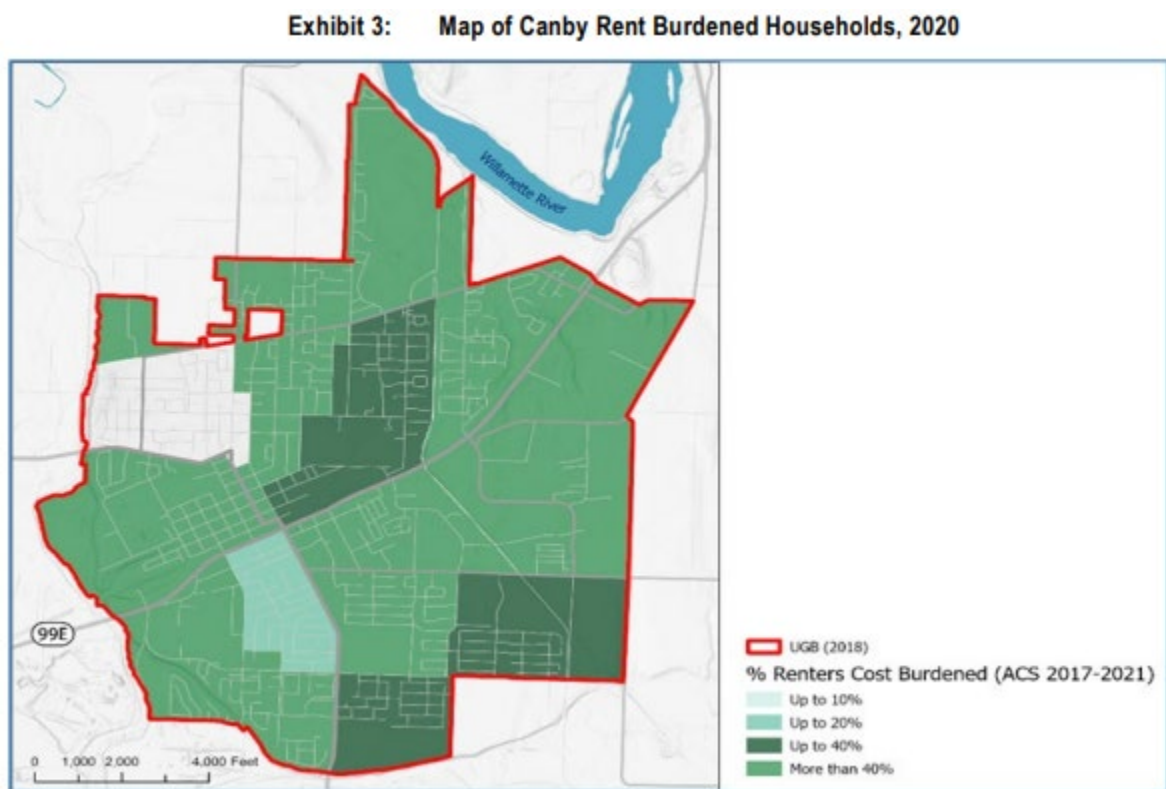 Exhibit 3: Map of Canby Rent Burdened Households, 2020
Willamette River
99E
UGB (2018)
% Renters Cost Burdened (ACS 2017-2021)
Up to 10%
Up to 20%
Up to 40%
More than 40%
0 1,000 2,000 4,000 Feet